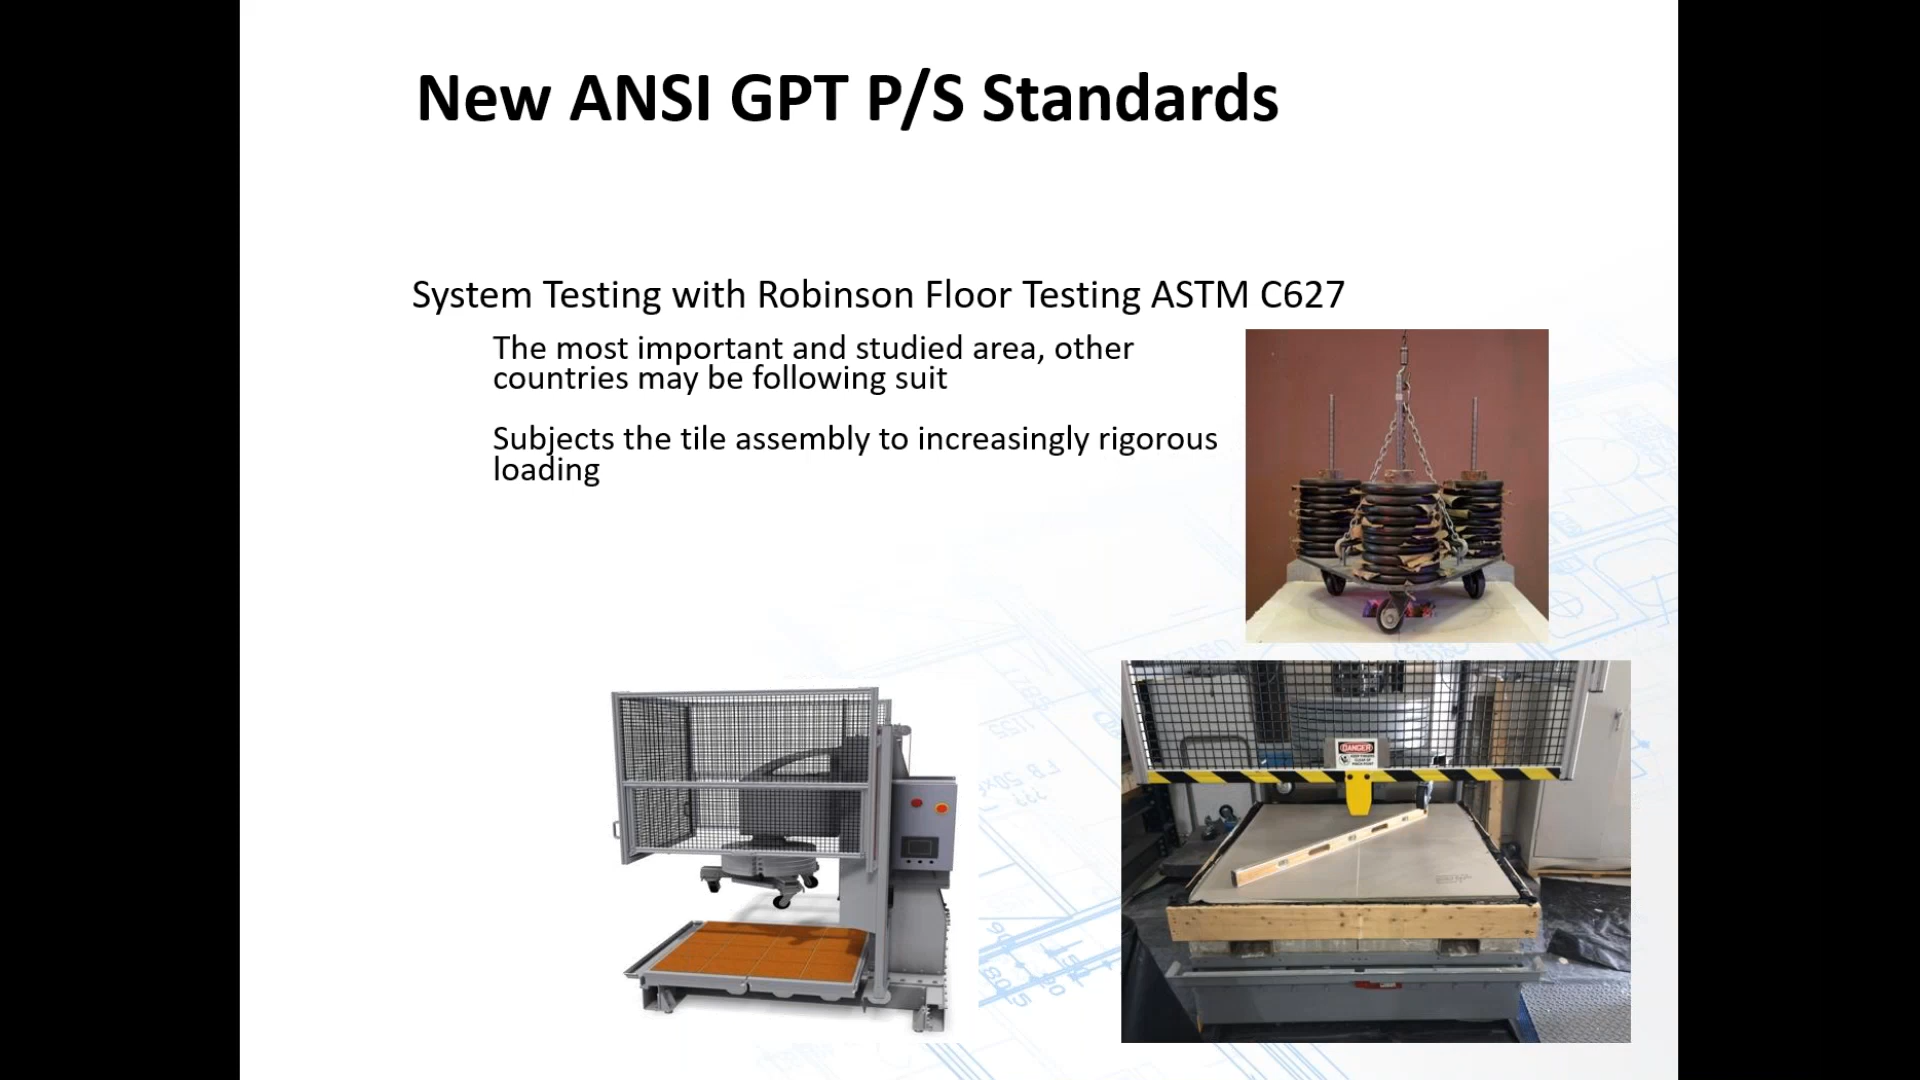 New ANSI GPT P/S Standards
System Testing with Robinson Floor Testing ASTM C627
The most important and studied area, other
countries may be following suit
Subjects the tile assembly to increasingly rigorous
loading
DANGER